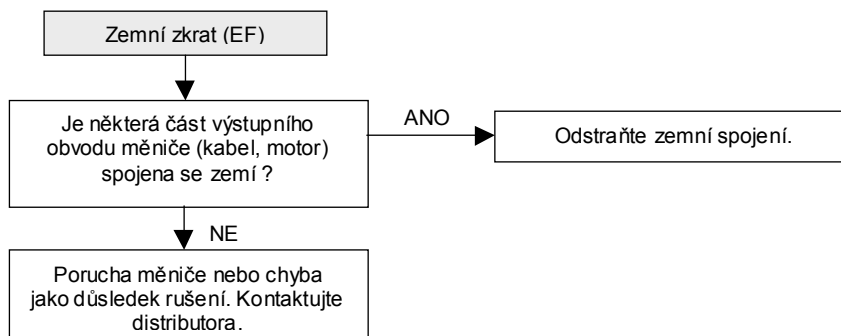 Zemní zkrat (EF)
Je některá část výstupního
obvodu měniče (kabel, motor)
spojena se zemí ?
ANO
Odstraňte zemní spojení.
NE
Porucha měniče nebo chyba
jako důsledek rušení. Kontaktujte
distributora.